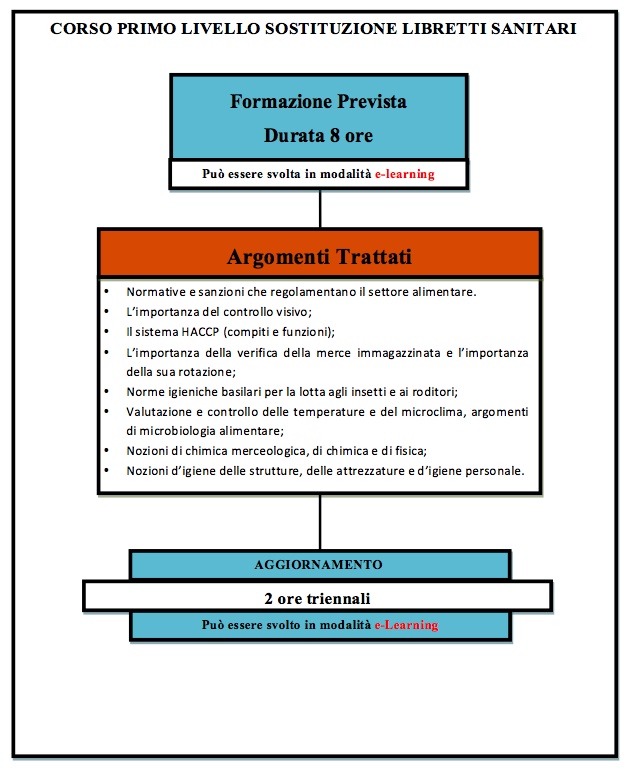 CORSO PRIMO LIVELLO SOSTITUZIONE LIBRETTI SANITARI
Formazione Prevista
Durata 8 ore
Può essere svolta in modalità e-learning
Argomenti Trattati
• Normative e sanzioni che regolamentano il settore alimentare.
• L’importanza del controllo visivo;
• Il sistema HACCP (compiti e funzioni);
• L’importanza della verifica della merce immagazzinata e l’importanza
della sua rotazione;
• Norme igieniche basilari per la lotta agli insetti e ai roditori;
• Valutazione e controllo delle temperature e del microclima, argomenti
di microbiologia alimentare;
• Nozioni di chimica merceologica, di chimica e di fisica;
• Nozioni d’igiene delle strutture, delle attrezzature e d’igiene personale.
AGGIORNAMENTO
2 ore triennali
Può essere svolto in modalità e-Learning